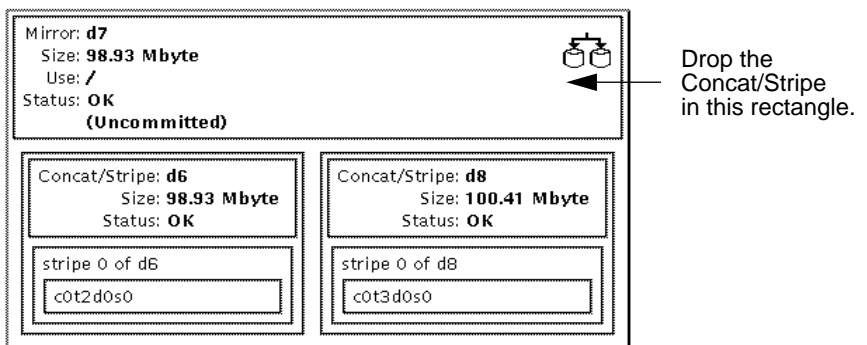 Mirror: d7
Size: 98.93 Mbyte
Use: /
Status: OK
(Uncommitted)
Drop the
Concat/Stripe
in this rectangle.
Concat/Stripe: d6
Size: 98.93 Mbyte
Status: OK
stripe 0 of d6
c0t2d0s0
Concat/Stripe: d8
Size: 100.41 Mbyte
Status: OK
stripe 0 of d8
c0t3d0s0